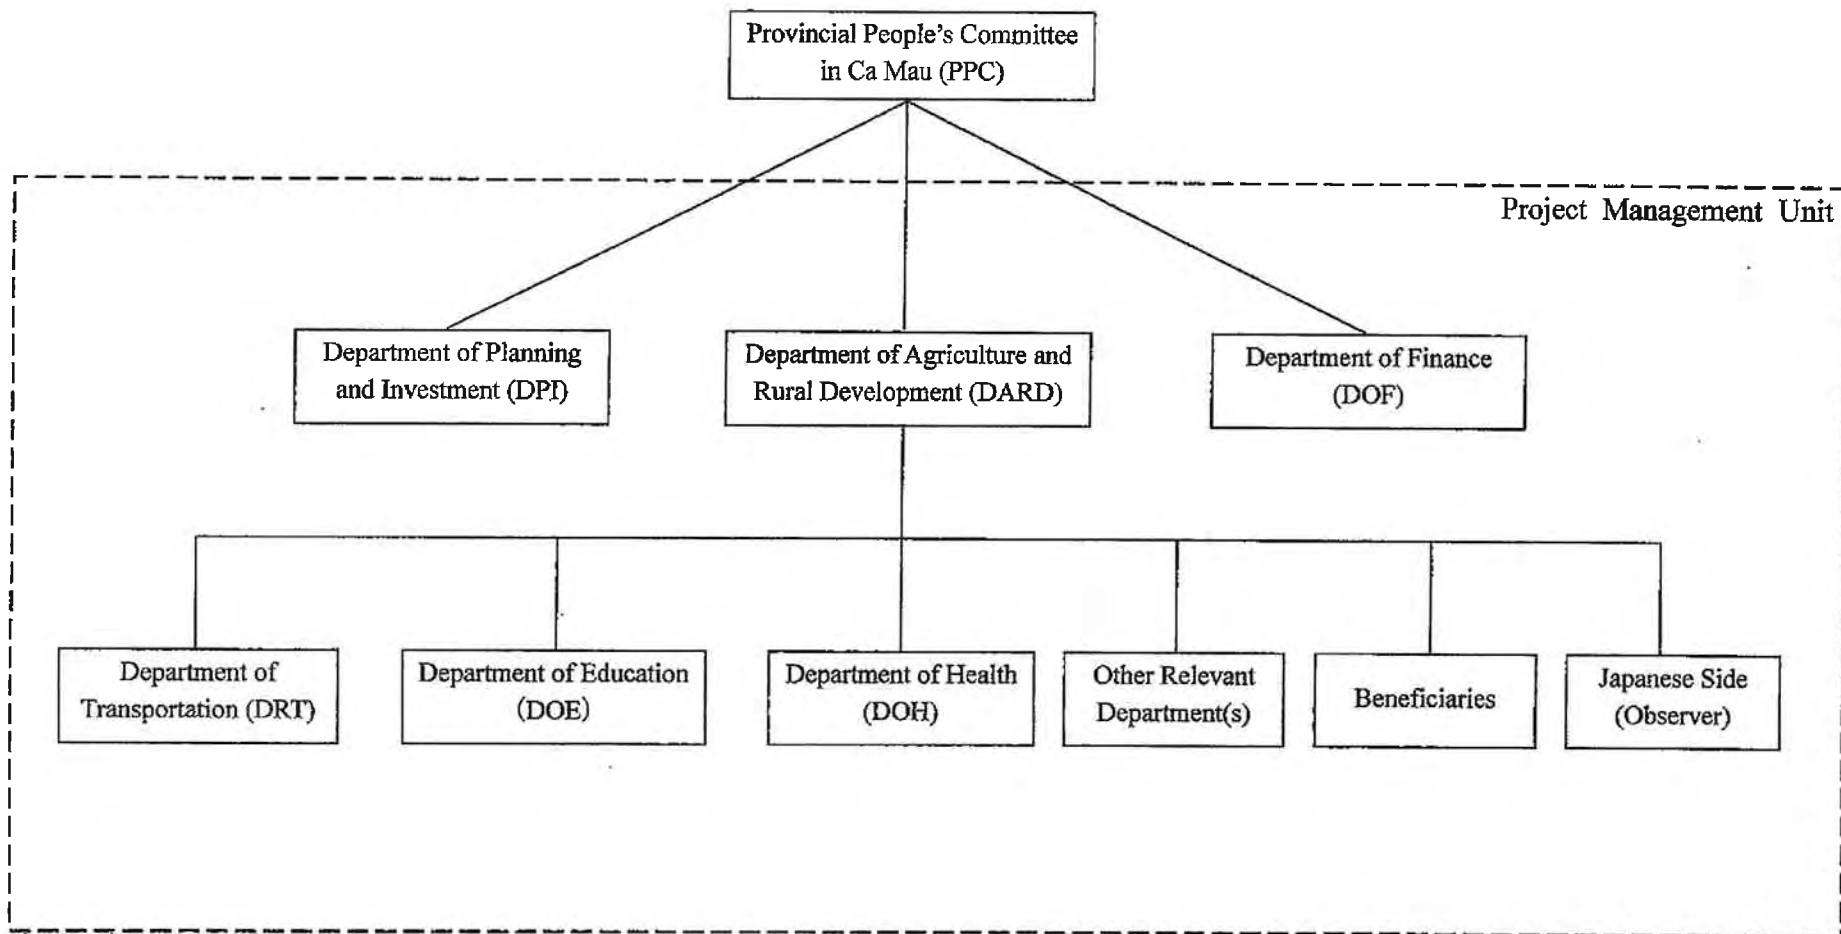 Provincial People's Committee
in Ca Mau (PPC)
Project Management Unit
Department of Planning
and Investment (DPI)
Department of Agriculture and
Rural Development (DARD)
Department of Finance
(DOF)
Department of
Transportation (DRT)
Department of Education
(DOE)
Department of Health
(DOH)
Other Relevant
Department(s)
Beneficiaries
Japanese Side
(Observer)